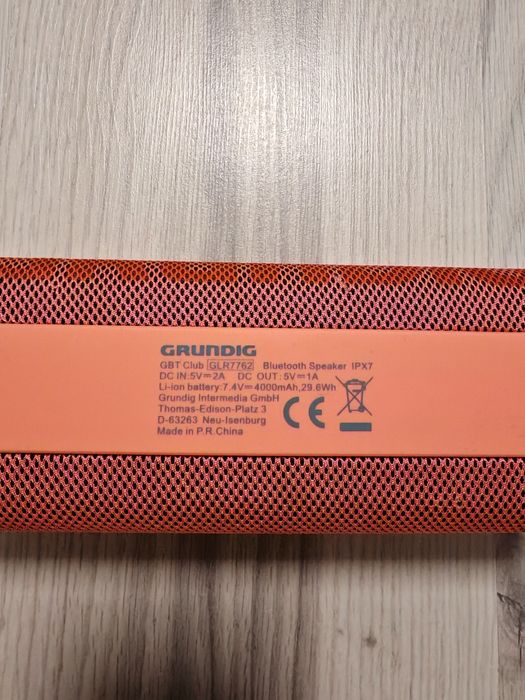 GRUNDIG
GBT Club GLR7762 Bluetooth Speaker IPX7
DC IN:5V⎓2A DC OUT : 5V⎓1A
Li-ion battery:7.4V⎓4000mAh,29.6Wh
Grundig Intermedia GmbH
Thomas-Edison-Platz 3
D-63263 Neu-Isenburg
Made in P.R.China
CE